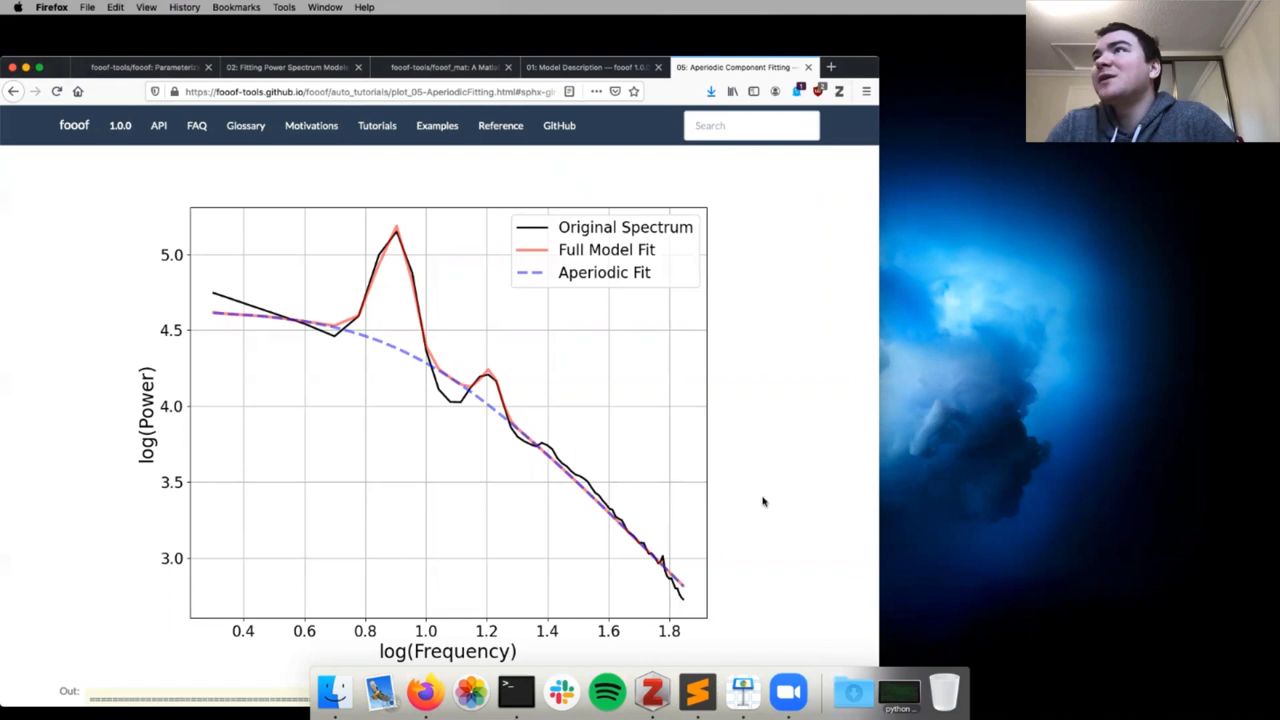 Firefox File Edit View History Bookmarks Tools Window Help
fooof-tools/fooof: Parameteriz
02: Fitting Power Spectrum Models
fooof-tools/fooof_mat: A Matla
01: Model Description — fooof 1.0.0
05: Aperiodic Component Fitting —
https://fooof-tools.github.io/fooof/auto_tutorials/plot_05-AperiodicFitting.html#sphx-gl
fooof 1.0.0 API FAQ Glossary Motivations Tutorials Examples Reference GitHub Search
Original Spectrum
Full Model Fit
Aperiodic Fit
5.0
4.5
4.0
3.5
3.0
log(Power)
0.4 0.6 0.8 1.0 1.2 1.4 1.6 1.8
log(Frequency)
Out:
python ...